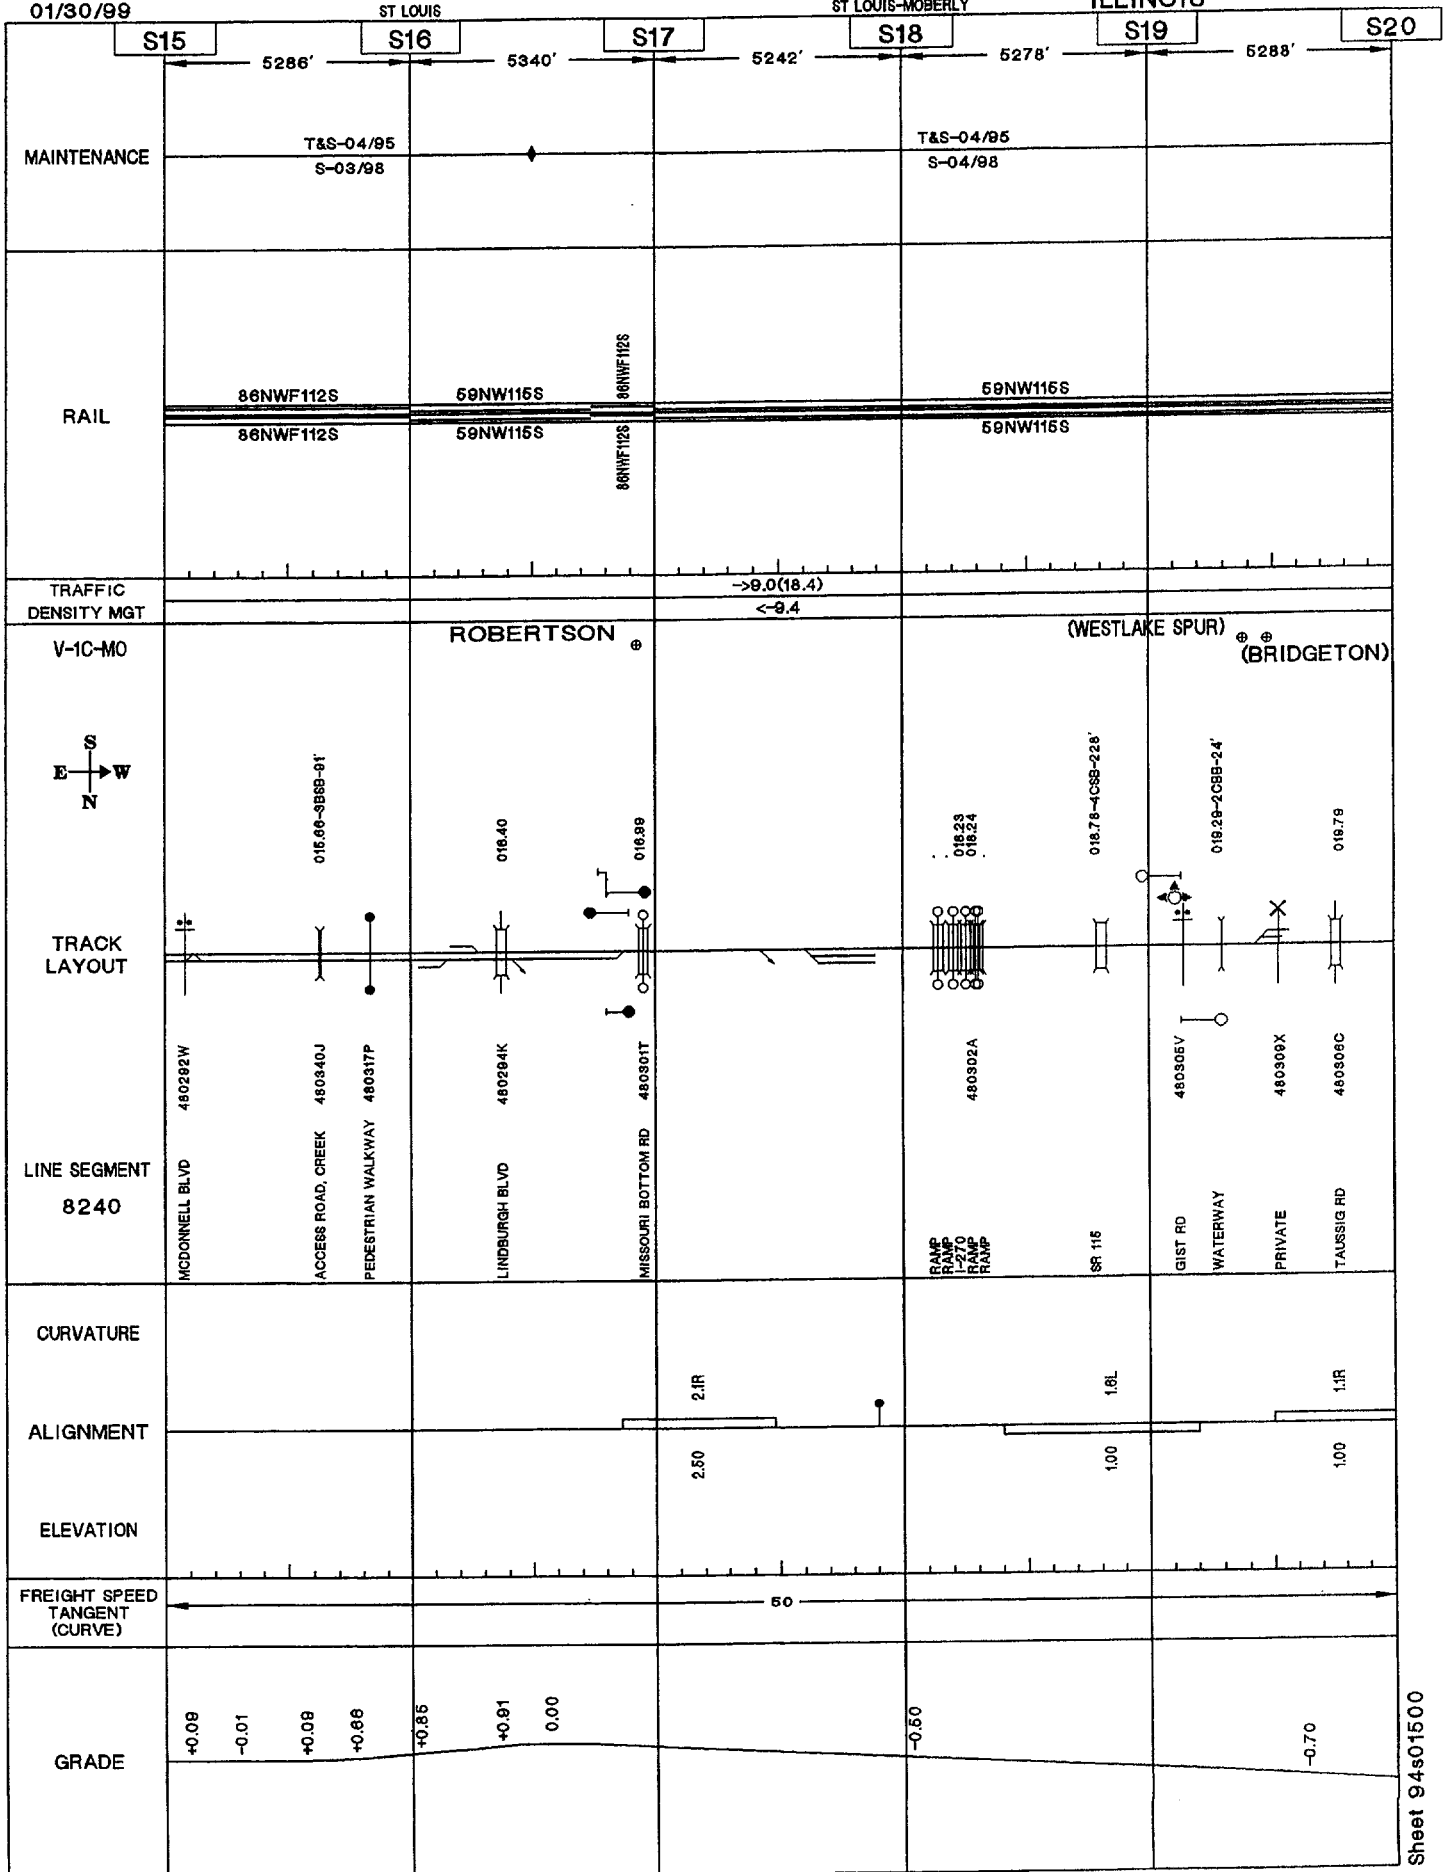 01/30/99
ST LOUIS
ST LOUIS-MOBERLY
ILLINOIS
S15
S16
S17
S18
S19
S20
5286'
5340'
5242'
5278'
5288'
MAINTENANCE
T&S-04/95
S-03/98
T&S-04/95
S-04/98
RAIL
86NWF112S
59NW115S
86NWF112S
59NW115S
86NWF112S
59NW115S
86NWF112S
59NW115S
TRAFFIC
DENSITY MGT
->9.0(18.4)
<-9.4
V-1C-MO
ROBERTSON
(WESTLAKE SPUR)
(BRIDGETON)
S
E
W
N
TRACK
LAYOUT
016.40
016.99
018.23
018.24
018.78-4CSB-228'
019.29-2CBB-24'
019.79
480292W
480340J
480317P
480294K
480301T
480302A
480305V
480309X
480306C
LINE SEGMENT
8240
MCDONNELL BLVD
ACCESS ROAD, CREEK
PEDESTRIAN WALKWAY
LINDBURGH BLVD
MISSOURI BOTTOM RD
RAMP
RAMP
I-270
RAMP
RAMP
SR 115
GIST RD
WATERWAY
PRIVATE
TAUSSIG RD
CURVATURE
ALIGNMENT
ELEVATION
2.1R
2.50
1.6L
1.00
1.1R
1.00
FREIGHT SPEED
TANGENT
(CURVE)
50
GRADE
+0.09
-0.01
+0.09
+0.66
+0.85
+0.91
0.00
-0.50
-0.70
Sheet 94s01500